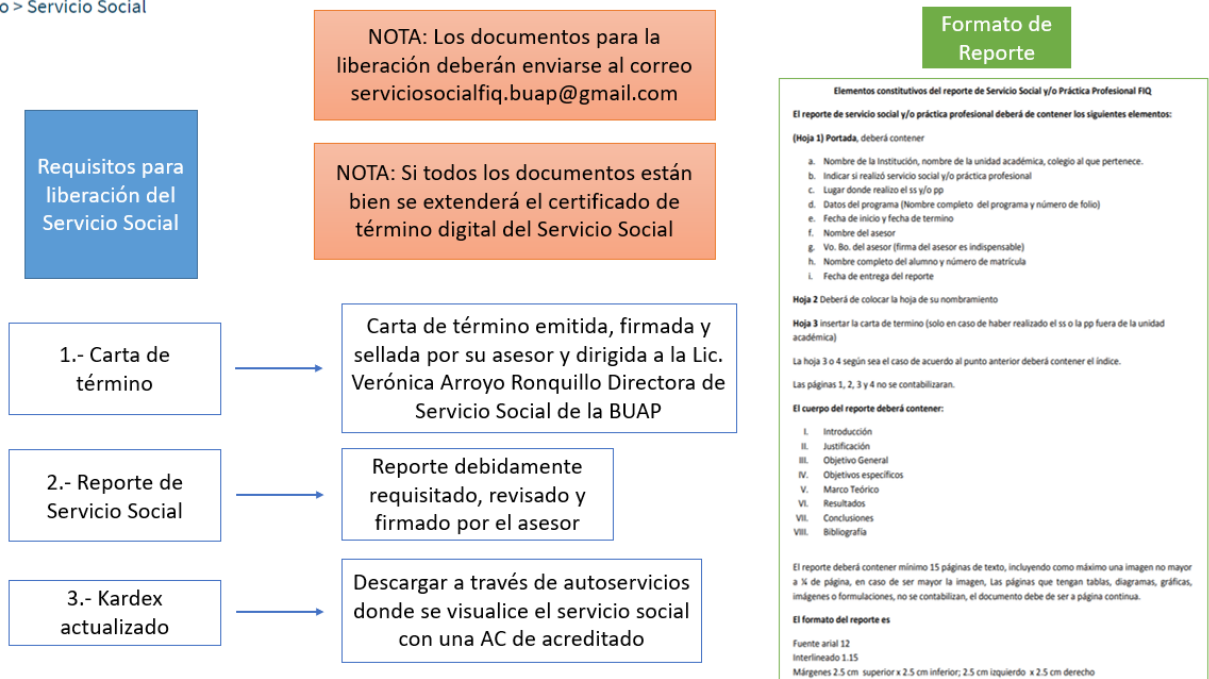 o > Servicio Social
NOTA: Los documentos para la
liberación deberán enviarse al correo
serviciosocialfiq.buap@gmail.com
NOTA: Si todos los documentos están
bien se extenderá el certificado de
término digital del Servicio Social
Requisitos para
liberación del
Servicio Social
1.- Carta de
término
Carta de término emitida, firmada y
sellada por su asesor y dirigida a la Lic.
Verónica Arroyo Ronquillo Directora de
Servicio Social de la BUAP
2.- Reporte de
Servicio Social
Reporte debidamente
requisitado, revisado y
firmado por el asesor
3.- Kardex
actualizado
Descargar a través de autoservicios
donde se visualice el servicio social
con una AC de acreditado
Formato de
Reporte
Elementos constitutivos del reporte de Servicio Social y/o Práctica Profesional FIQ
El reporte de servicio social y/o práctica profesional deberá de contener los siguientes elementos:
(Hoja 1) Portada, deberá contener
a. Nombre de la Institución, nombre de la unidad académica, colegio al que pertenece.
b. Indicar si realizó servicio social y/o práctica profesional
c. Lugar donde realizo el ss y/o pp
d. Datos del programa (Nombre completo del programa y número de folio)
e. Fecha de inicio y fecha de termino
f. Nombre del asesor
g. Vo. Bo. del asesor (firma del asesor es indispensable)
h. Nombre completo del alumno y número de matrícula
i. Fecha de entrega del reporte
Hoja 2 Deberá de colocar la hoja de su nombramiento
Hoja 3 insertar la carta de termino (solo en caso de haber realizado el ss o la pp fuera de la unidad
académica)
La hoja 3 o 4 según sea el caso de acuerdo al punto anterior deberá contener el índice.
Las páginas 1, 2, 3 y 4 no se contabilizaran.
El cuerpo del reporte deberá contener:
I. Introducción
II. Justificación
III. Objetivo General
IV. Objetivos específicos
V. Marco Teórico
VI. Resultados
VII. Conclusiones
VIII. Bibliografía
El reporte deberá contener mínimo 15 páginas de texto, incluyendo como máximo una imagen no mayor
a ¼ de página, en caso de ser mayor la imagen, Las páginas que tengan tablas, diagramas, gráficas,
imágenes o formulaciones, no se contabilizan, el documento debe de ser a página continua.
El formato del reporte es
Fuente arial 12
Interlineado 1.15
Márgenes 2.5 cm superior x 2.5 cm inferior; 2.5 cm izquierdo x 2.5 cm derecho